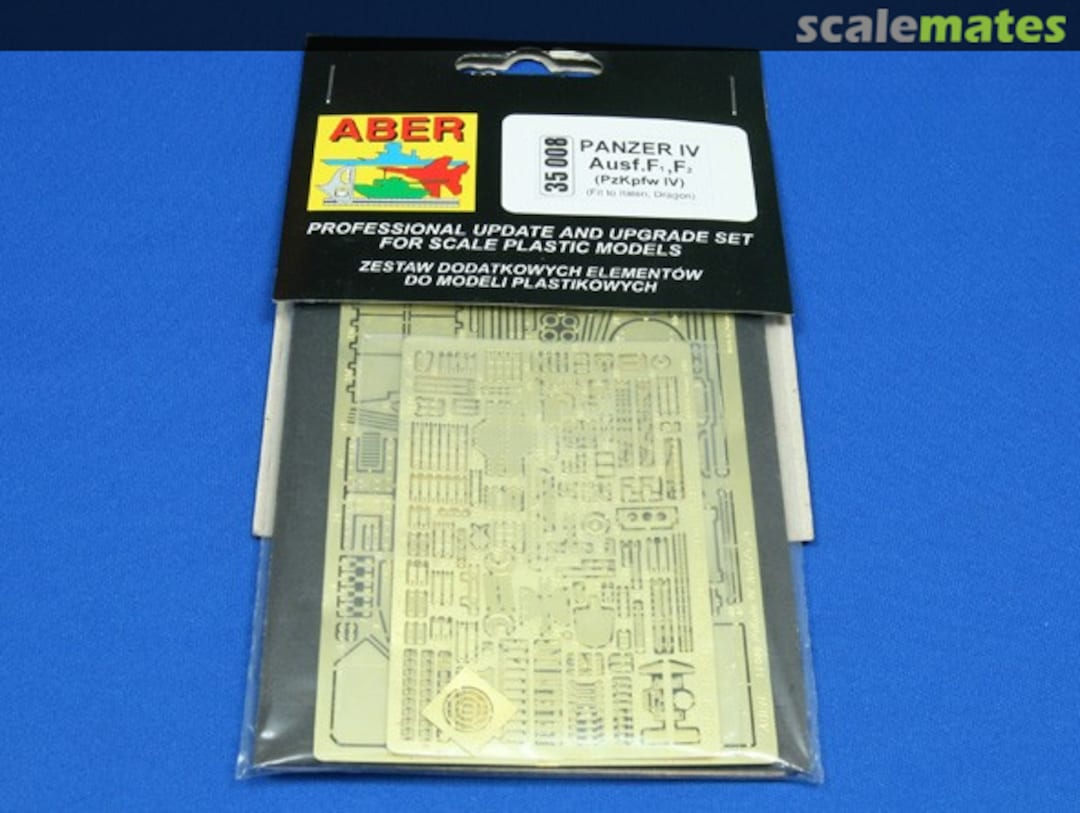 scalemates
ABER
35 008
PANZER IV
Ausf.F1,F2
(PzKpfw IV)
(Fit to Italeri, Dragon)
PROFESSIONAL UPDATE AND UPGRADE SET
FOR SCALE PLASTIC MODELS
ZESTAW DODATKOWYCH ELEMENTÓW
DO MODELI PLASTIKOWYCH